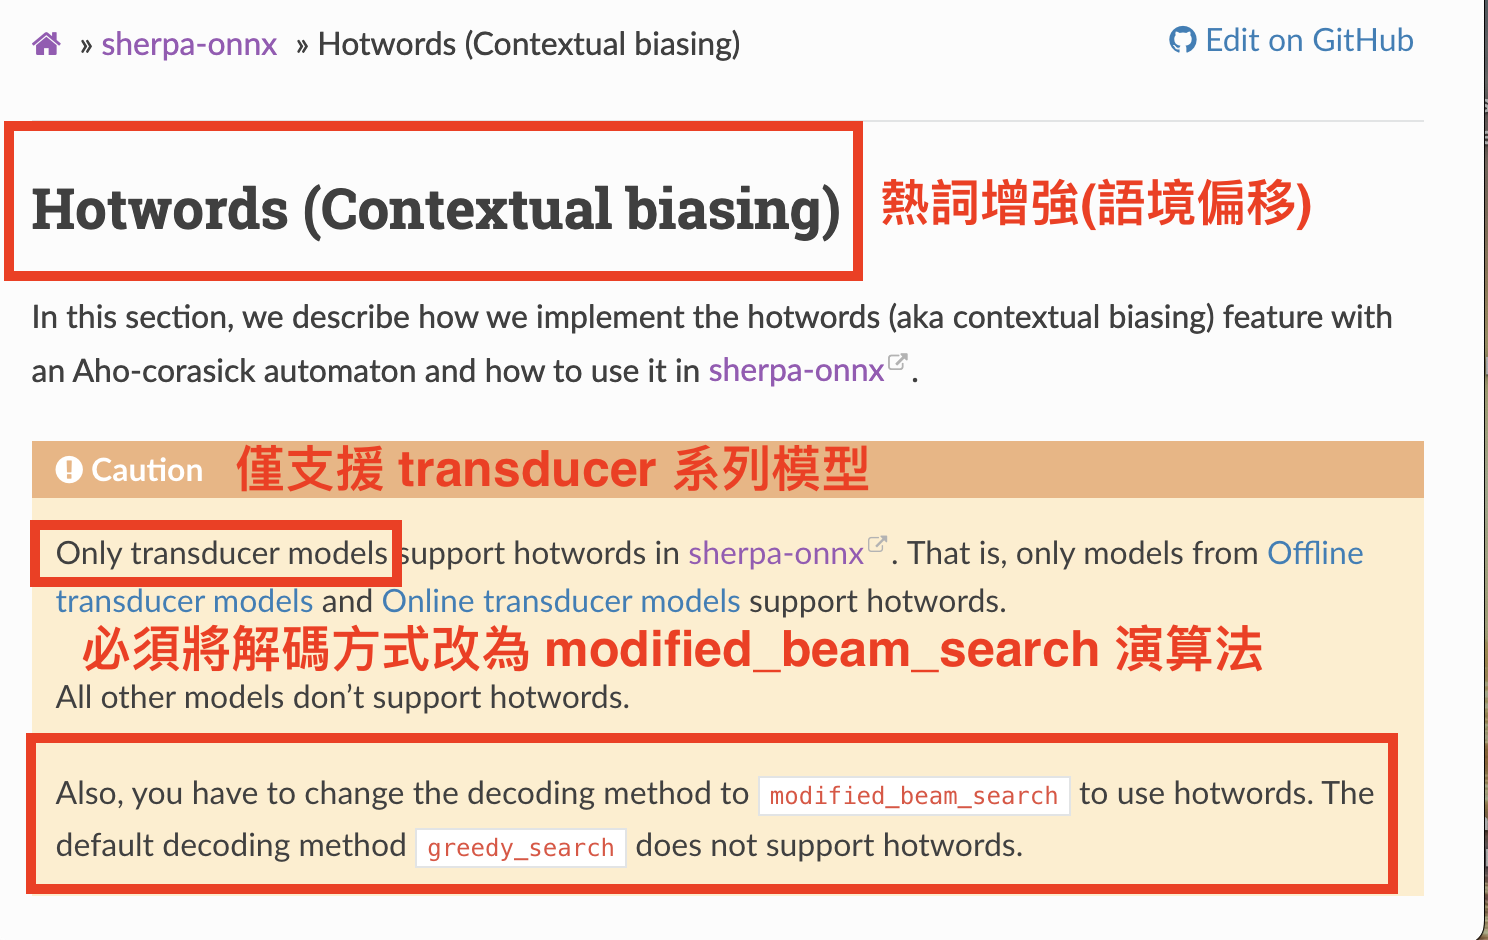 » sherpa-onnx » Hotwords (Contextual biasing)
Edit on GitHub
Hotwords (Contextual biasing)
熱詞增強(語境偏移)
In this section, we describe how we implement the hotwords (aka contextual biasing) feature with
an Aho-corasick automaton and how to use it in sherpa-onnx.
Caution
僅支援 transducer 系列模型
Only transducer models support hotwords in sherpa-onnx. That is, only models from Offline
transducer models and Online transducer models support hotwords.
必須將解碼方式改為 modified_beam_search 演算法
All other models don’t support hotwords.
Also, you have to change the decoding method to modified_beam_search to use hotwords. The
default decoding method greedy_search does not support hotwords.